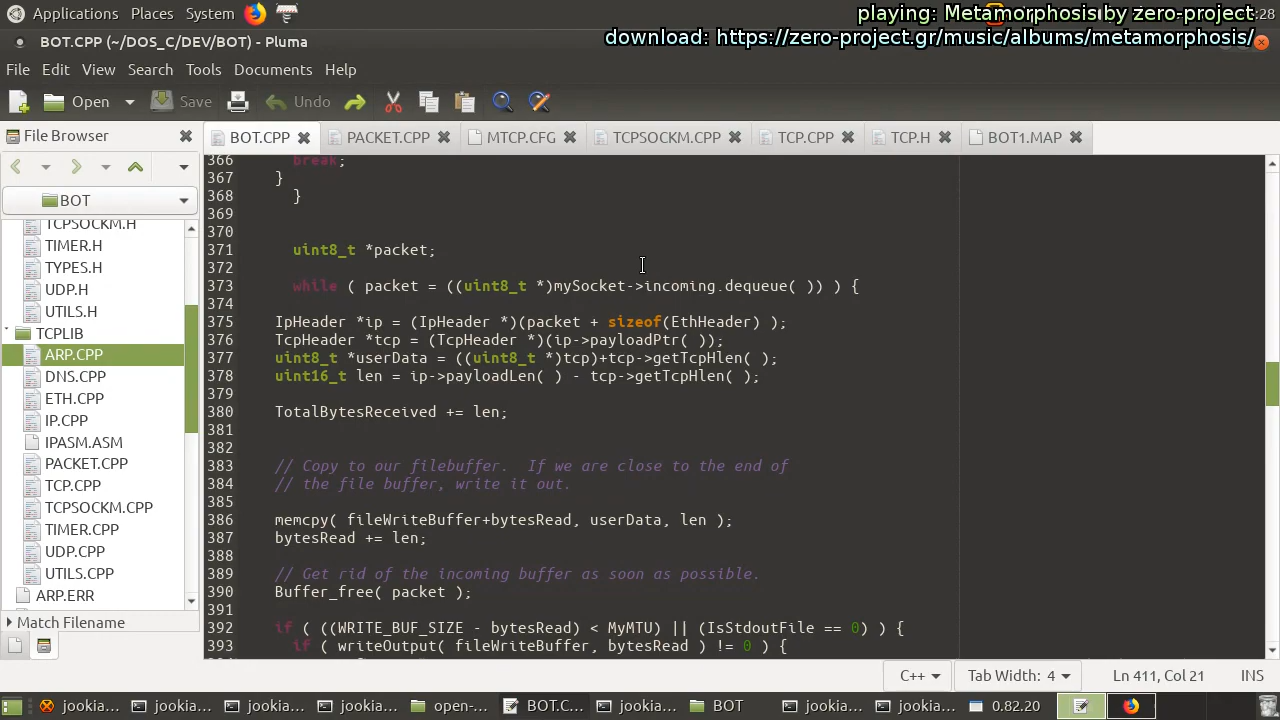 Applications Places System
playing: Metamorphosis by zero-project
:28
BOT.CPP (~/DOS_C/DEV/BOT) - Pluma
download: https://zero-project.gr/music/albums/metamorphosis/
File Edit View Search Tools Documents Help
Open Save Undo
File Browser
BOT.CPP PACKET.CPP MTCP.CFG TCPSOCKM.CPP TCP.CPP TCP.H BOT1.MAP
BOT
TCPSOCKM.H
TIMER.H
TYPES.H
UDP.H
UTILS.H
TCPLIB
ARP.CPP
DNS.CPP
ETH.CPP
IP.CPP
IPASM.ASM
PACKET.CPP
TCP.CPP
TCPSOCKM.CPP
TIMER.CPP
UDP.CPP
UTILS.CPP
ARP.ERR
Match Filename
366 break;
367 }
368 }
369
370
371 uint8_t *packet;
372
373 while ( packet = ((uint8_t *)mySocket->incoming.dequeue( )) ) {
374
375 IpHeader *ip = (IpHeader *)(packet + sizeof(EthHeader) );
376 TcpHeader *tcp = (TcpHeader *)(ip->payloadPtr( ));
377 uint8_t *userData = ((uint8_t *)tcp)+tcp->getTcpHlen( );
378 uint16_t len = ip->payloadLen( ) - tcp->getTcpHlen( );
379
380 TotalBytesReceived += len;
381
382
383 // Copy to our filebuffer.  If we are close to the end of
384 // the file buffer, write it out.
385
386 memcpy( fileWriteBuffer+bytesRead, userData, len );
387 bytesRead += len;
388
389 // Get rid of the incoming buffer as soon as possible.
390 Buffer_free( packet );
391
392 if ( ((WRITE_BUF_SIZE - bytesRead) < MyMTU) || (IsStdoutFile == 0) ) {
393 if ( writeOutput( fileWriteBuffer, bytesRead ) != 0 ) {
C++ Tab Width: 4 Ln 411, Col 21 INS
jookia... jookia... jookia... jookia... open-... BOT.C... jookia... BOT jookia... jookia... 0.82.20